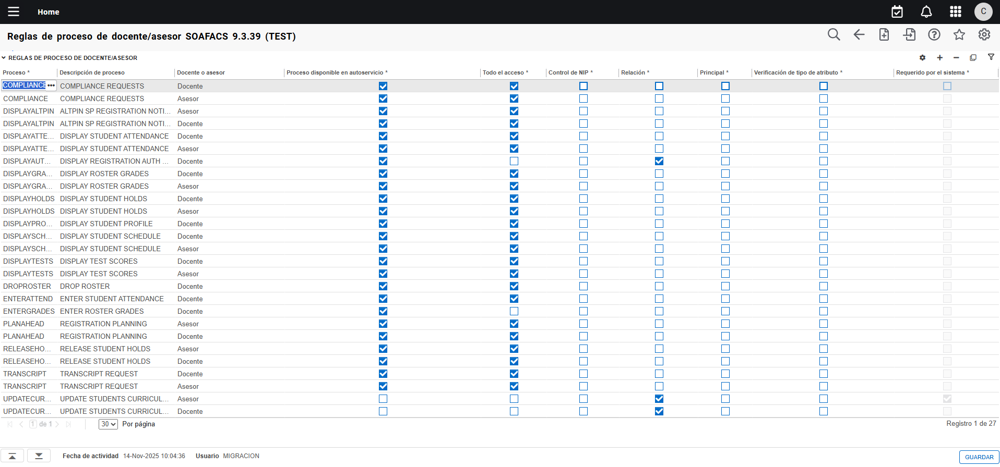 Home
C
Reglas de proceso de docente/asesor SOAFACS 9.3.39 (TEST)
REGLAS DE PROCESO DE DOCENTE/ASESOR
Proceso * Descripción de proceso Docente o asesor Proceso disponible en autoservicio * Todo el acceso * Control de NIP * Relación * Principal * Verificación de tipo de atributo * Requerido por el sistema *
COMPLIANCE ••• COMPLIANCE REQUESTS Docente
COMPLIANCE COMPLIANCE REQUESTS Asesor
DISPLAYALTPIN ALTPIN SP REGISTRATION NOTI... Asesor
DISPLAYALTPIN ALTPIN SP REGISTRATION NOTI... Docente
DISPLAYATTE... DISPLAY STUDENT ATTENDANCE Docente
DISPLAYATTE... DISPLAY STUDENT ATTENDANCE Asesor
DISPLAYAUT... DISPLAY REGISTRATION AUTH ... Docente
DISPLAYGRA... DISPLAY ROSTER GRADES Docente
DISPLAYGRA... DISPLAY ROSTER GRADES Asesor
DISPLAYHOLDS DISPLAY STUDENT HOLDS Docente
DISPLAYHOLDS DISPLAY STUDENT HOLDS Asesor
DISPLAYPRO... DISPLAY STUDENT PROFILE Docente
DISPLAYSCH... DISPLAY STUDENT SCHEDULE Docente
DISPLAYSCH... DISPLAY STUDENT SCHEDULE Asesor
DISPLAYTESTS DISPLAY TEST SCORES Docente
DISPLAYTESTS DISPLAY TEST SCORES Asesor
DROPROSTER DROP ROSTER Docente
ENTERATTEND ENTER STUDENT ATTENDANCE Docente
ENTERGRADES ENTER ROSTER GRADES Docente
PLANAHEAD REGISTRATION PLANNING Asesor
PLANAHEAD REGISTRATION PLANNING Docente
RELEASEHO... RELEASE STUDENT HOLDS Asesor
RELEASEHO... RELEASE STUDENT HOLDS Docente
TRANSCRIPT TRANSCRIPT REQUEST Docente
TRANSCRIPT TRANSCRIPT REQUEST Asesor
UPDATECUR... UPDATE STUDENTS CURRICUL... Asesor
UPDATECUR... UPDATE STUDENTS CURRICUL... Docente
1 de 1 30 Por página Registro 1 de 27
Fecha de actividad 14-Nov-2025 10:04:36 Usuario MIGRACION GUARDAR